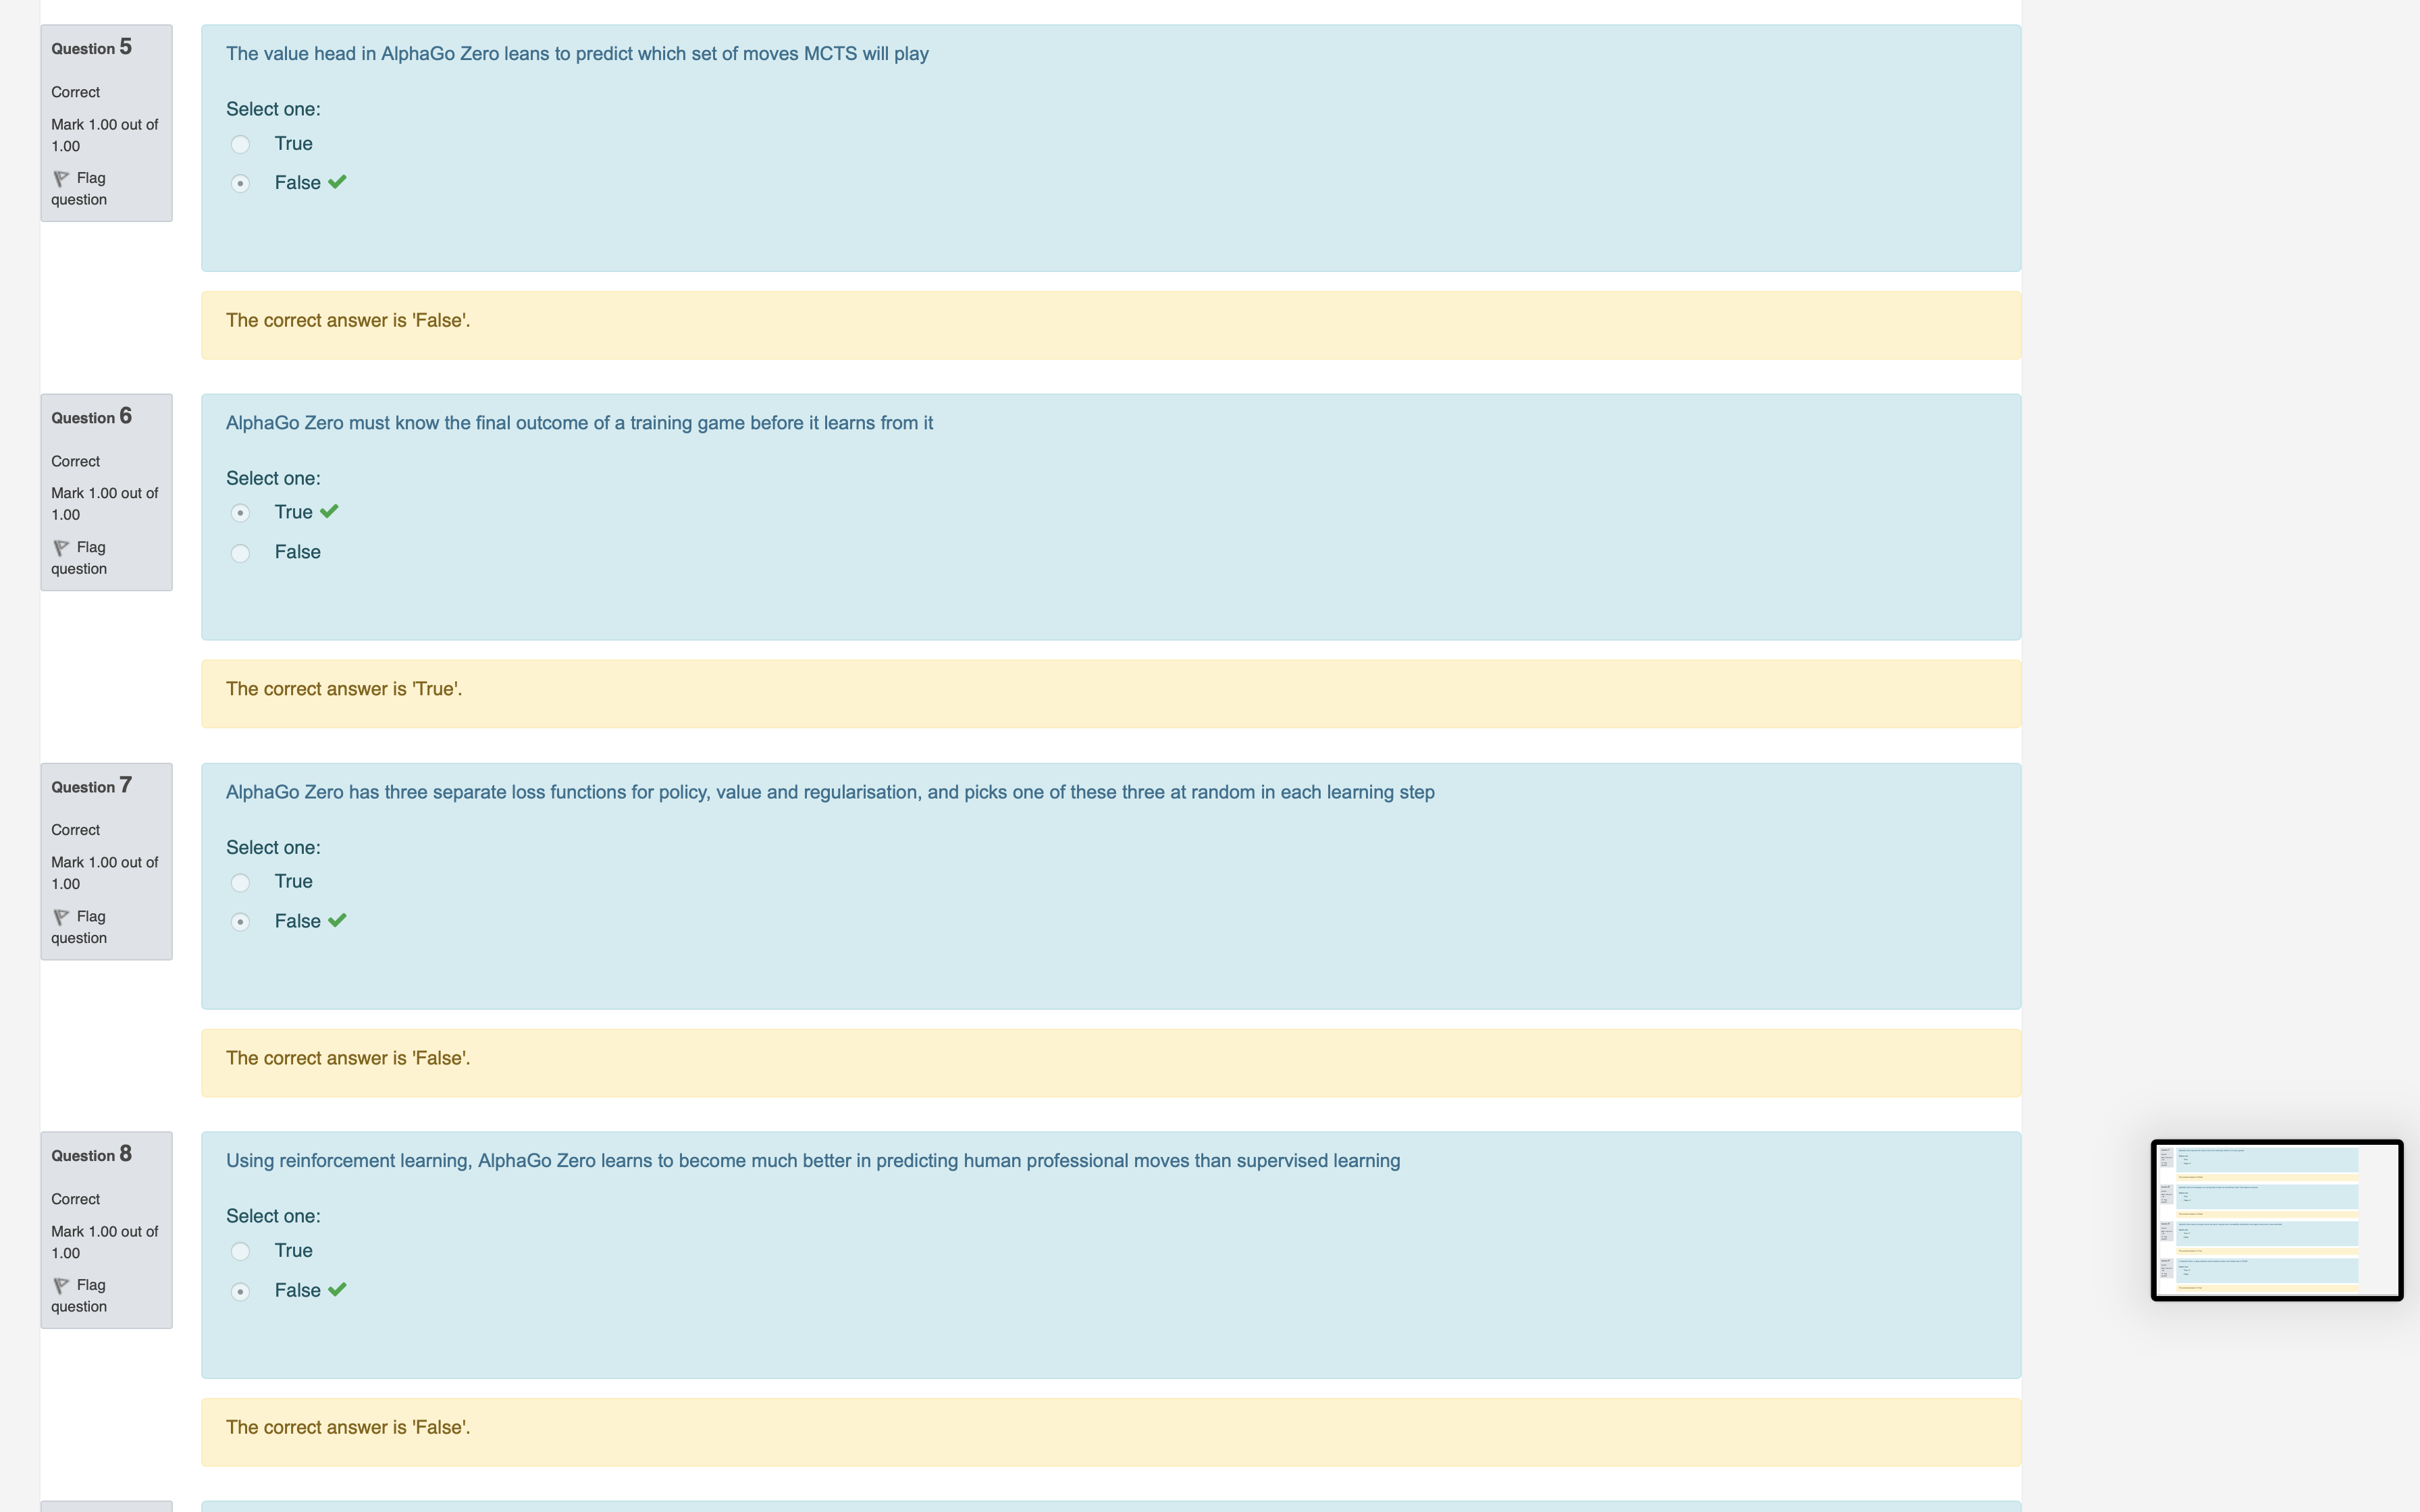 Question 5
Correct
Mark 1.00 out of
1.00
Flag
question
The value head in AlphaGo Zero leans to predict which set of moves MCTS will play
Select one:
True
False
The correct answer is 'False'.
Question 6
Correct
Mark 1.00 out of
1.00
Flag
question
AlphaGo Zero must know the final outcome of a training game before it learns from it
Select one:
True
False
The correct answer is 'True'.
Question 7
Correct
Mark 1.00 out of
1.00
Flag
question
AlphaGo Zero has three separate loss functions for policy, value and regularisation, and picks one of these three at random in each learning step
Select one:
True
False
The correct answer is 'False'.
Question 8
Correct
Mark 1.00 out of
1.00
Flag
question
Using reinforcement learning, AlphaGo Zero learns to become much better in predicting human professional moves than supervised learning
Select one:
True
False
The correct answer is 'False'.